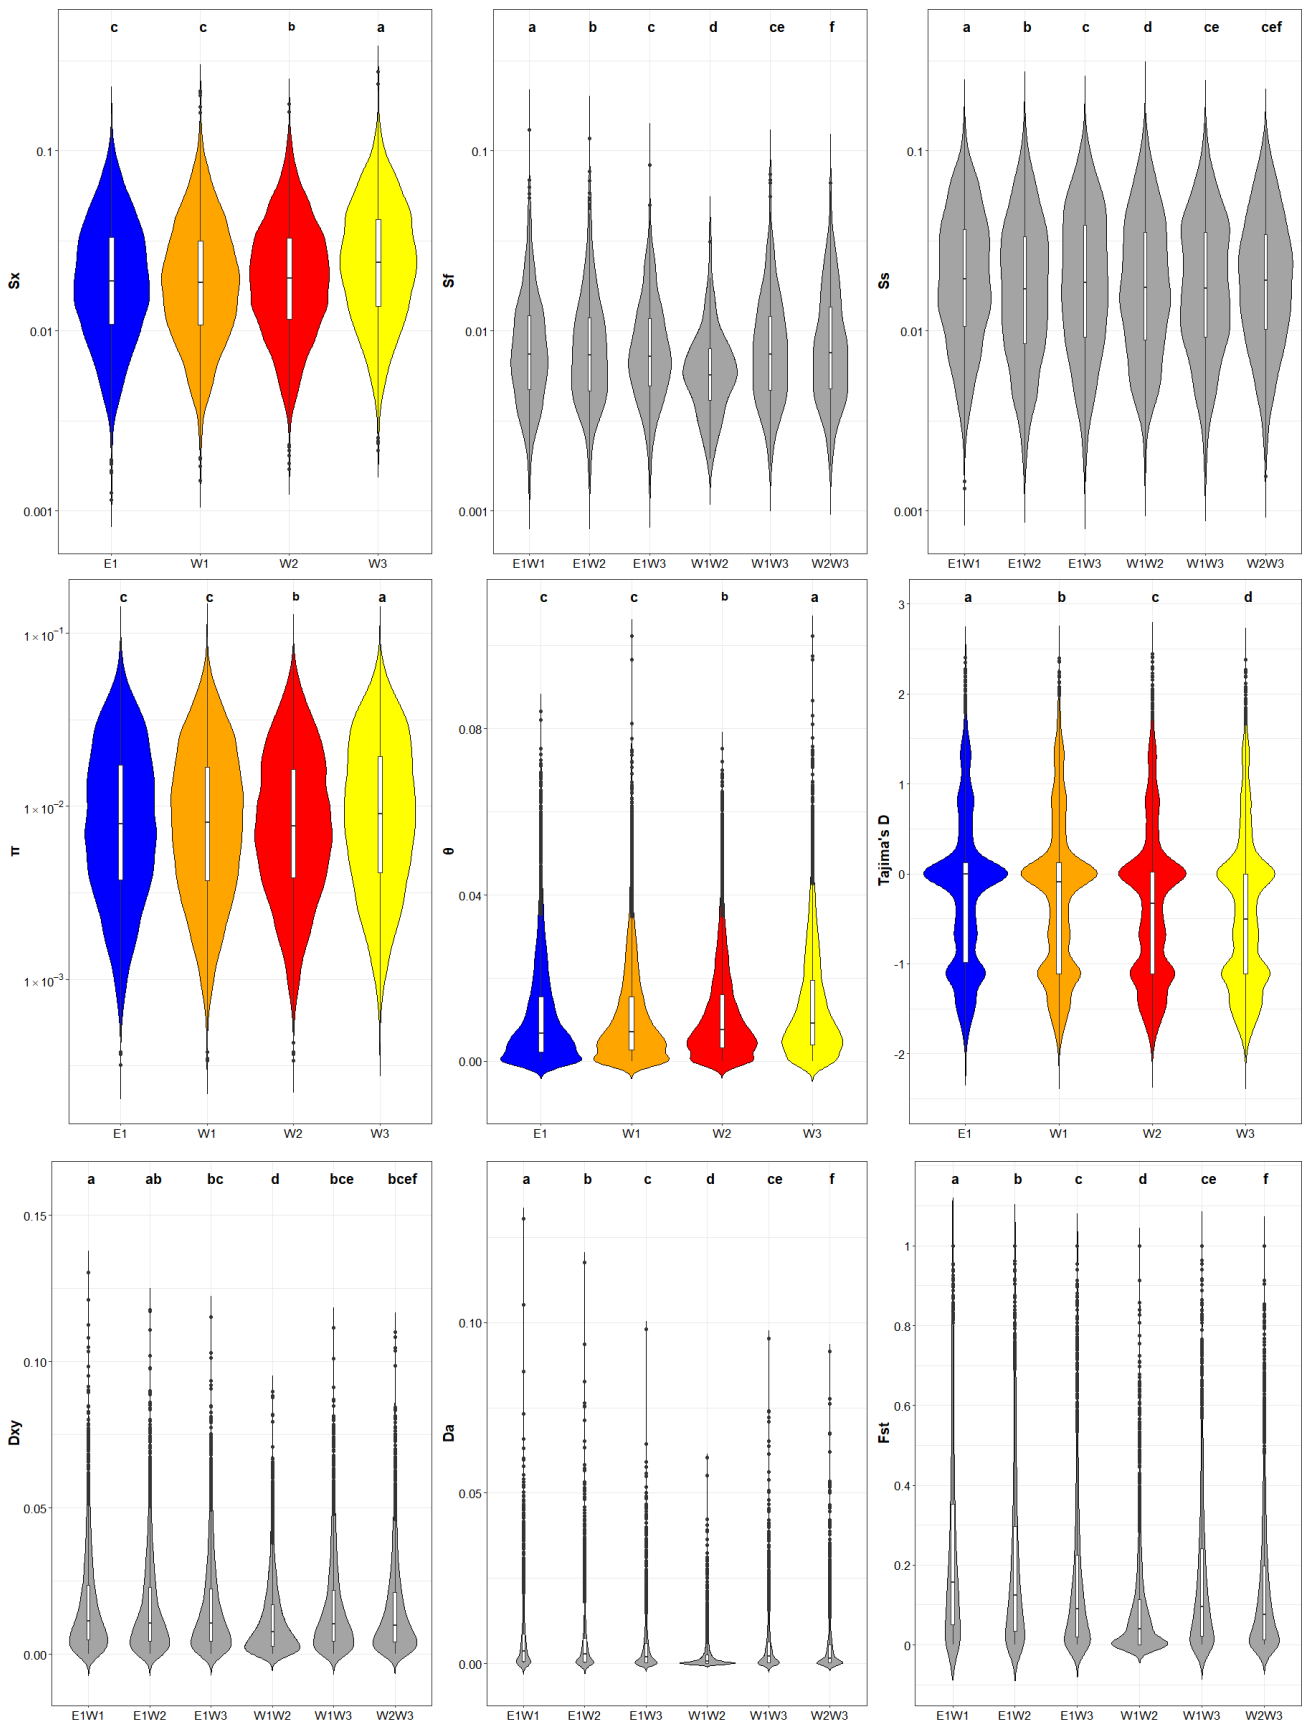 c c b a
Sx
0.1
0.01
0.001
E1 W1 W2 W3
a b c d ce f
Sf
0.1
0.01
0.001
E1W1 E1W2 E1W3 W1W2 W1W3 W2W3
a b c d ce cef
Ss
0.1
0.01
0.001
E1W1 E1W2 E1W3 W1W2 W1W3 W2W3
c c b a
π
1×10⁻¹
1×10⁻²
1×10⁻³
E1 W1 W2 W3
c c b a
θ
0.08
0.04
0.00
E1 W1 W2 W3
a b c d
Tajima's D
3
2
1
0
-1
-2
E1 W1 W2 W3
a ab bc d bce bcef
Dxy
0.15
0.10
0.05
0.00
E1W1 E1W2 E1W3 W1W2 W1W3 W2W3
a b c d ce f
Da
0.10
0.05
0.00
E1W1 E1W2 E1W3 W1W2 W1W3 W2W3
a b c d ce f
Fst
1
0.8
0.6
0.4
0.2
0
E1W1 E1W2 E1W3 W1W2 W1W3 W2W3